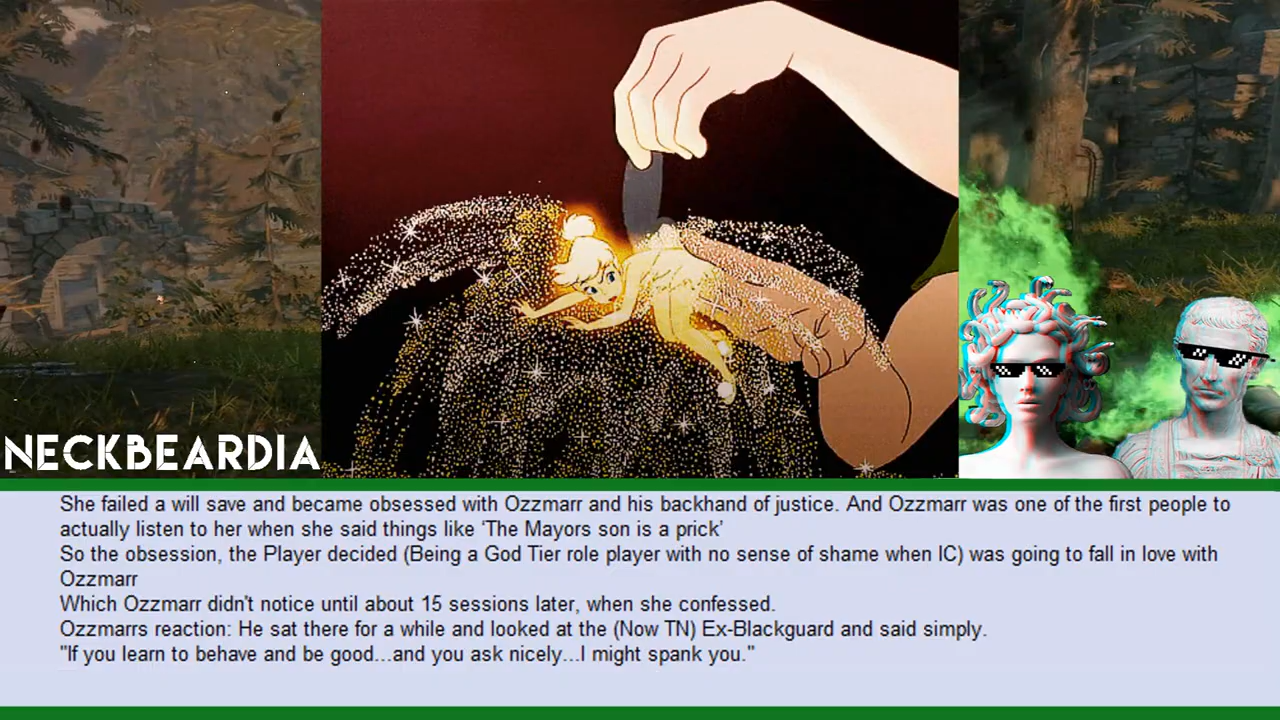 NECKBEARDIA
She failed a will save and became obsessed with Ozzmarr and his backhand of justice. And Ozzmarr was one of the first people to
actually listen to her when she said things like ‘The Mayors son is a prick’
So the obsession, the Player decided (Being a God Tier role player with no sense of shame when IC) was going to fall in love with
Ozzmarr
Which Ozzmarr didn't notice until about 15 sessions later, when she confessed.
Ozzmarrs reaction: He sat there for a while and looked at the (Now TN) Ex-Blackguard and said simply.
"If you learn to behave and be good...and you ask nicely...I might spank you."